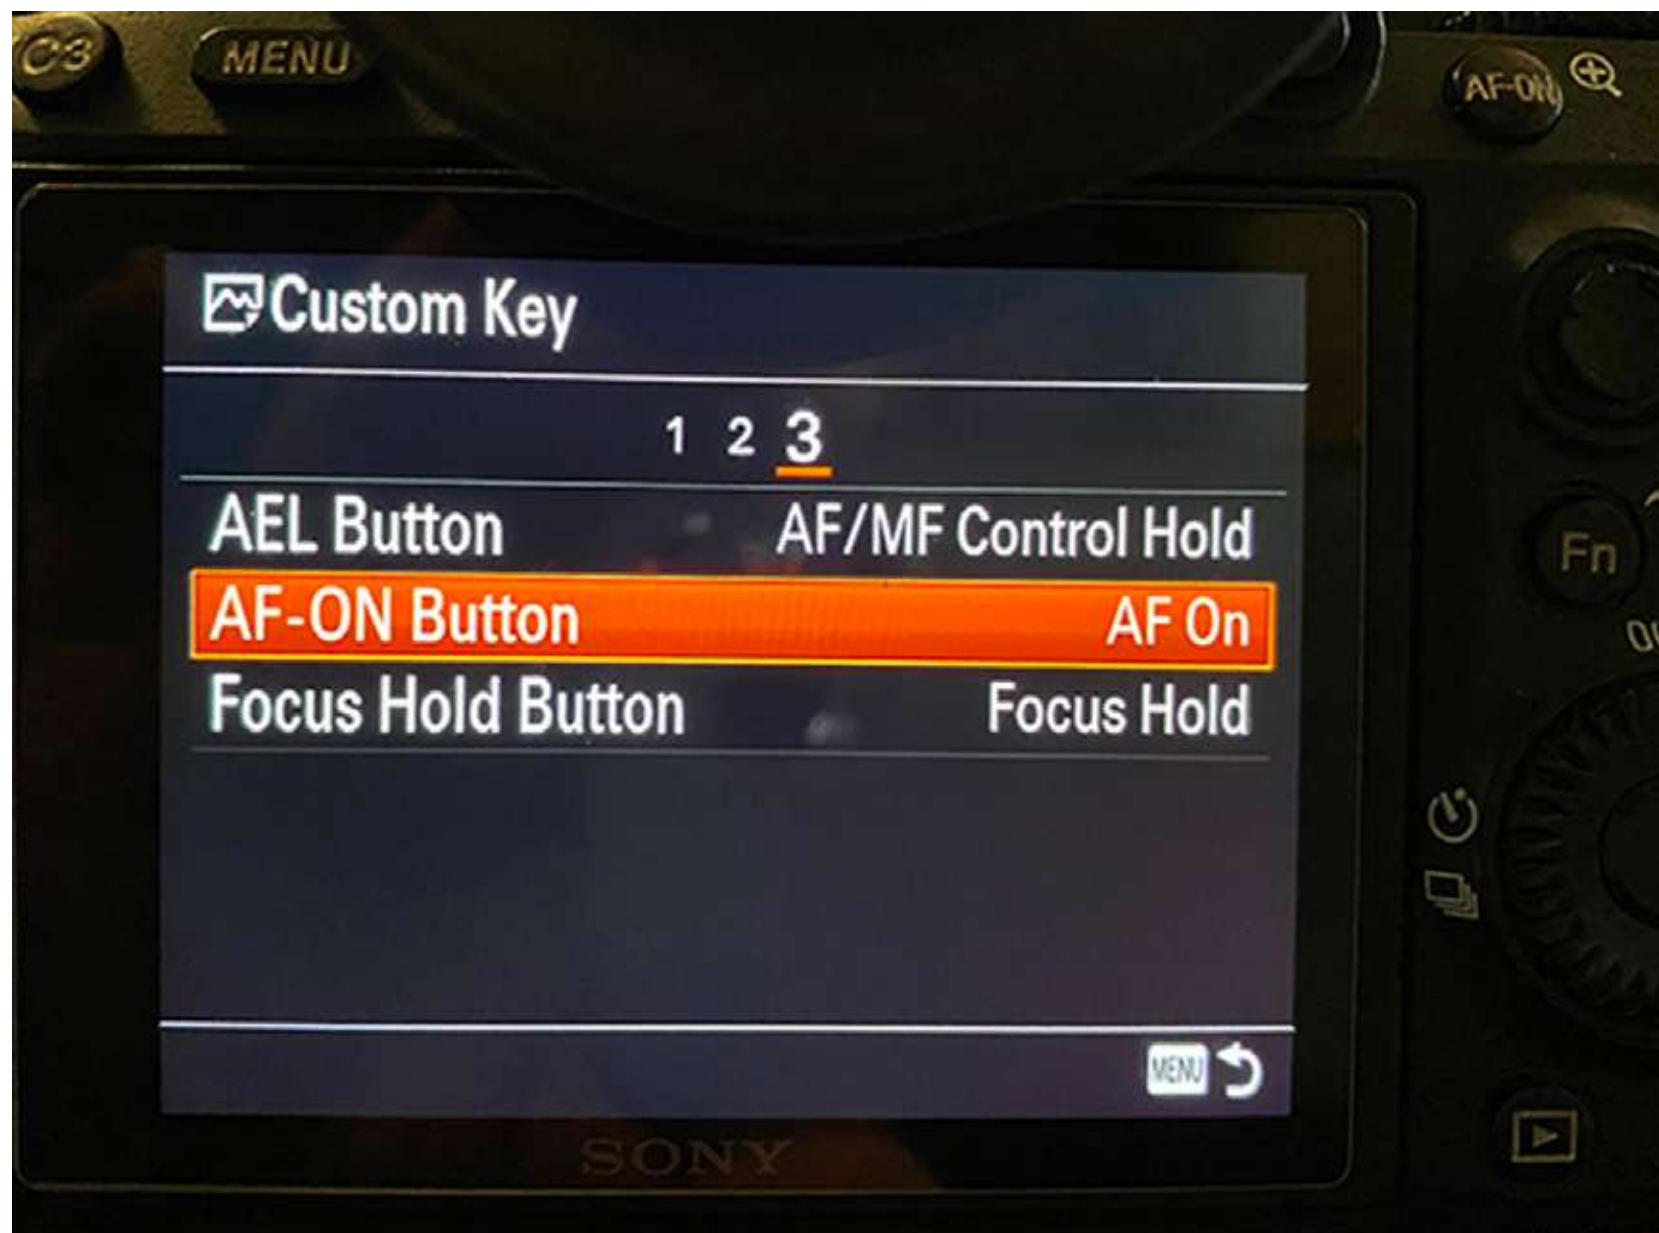 C3 MENU AF-ON
Custom Key
1 2 3
AEL Button AF/MF Control Hold
AF-ON Button AF On
Focus Hold Button Focus Hold
Fn
MENU
SONY